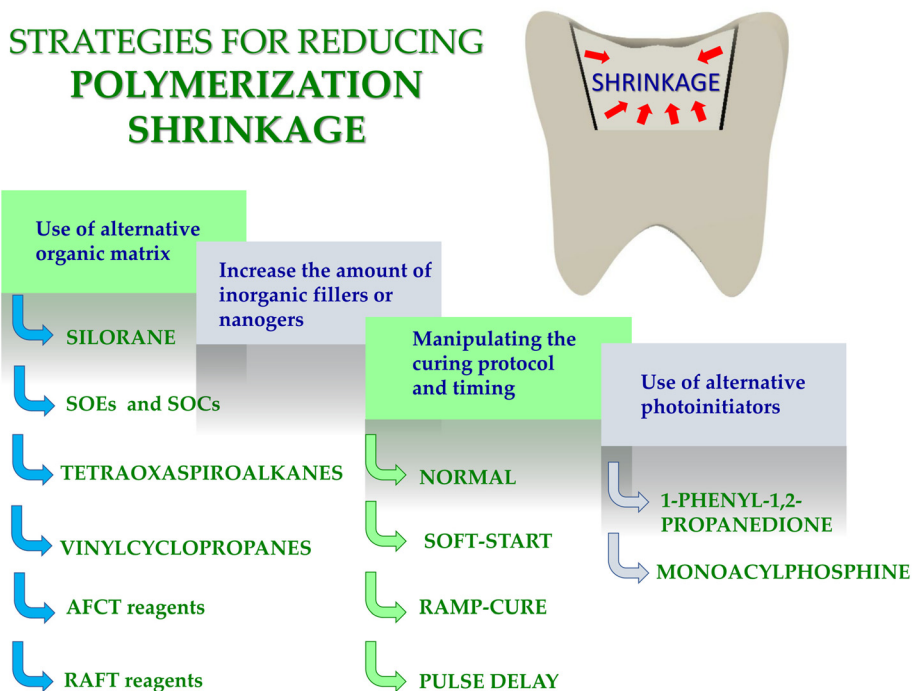 STRATEGIES FOR REDUCING
POLYMERIZATION
SHRINKAGE
SHRINKAGE
Use of alternative
organic matrix
SILORANE
SOEs and SOCs
TETRAOXASPIROALKANES
VINYLCYCLOPROPANES
AFCT reagents
RAFT reagents
Increase the amount of
inorganic fillers or
nanogers
Manipulating the
curing protocol
and timing
NORMAL
SOFT-START
RAMP-CURE
PULSE DELAY
Use of alternative
photoinitiators
1-PHENYL-1,2-
PROPANEDIONE
MONOACYLPHOSPHINE